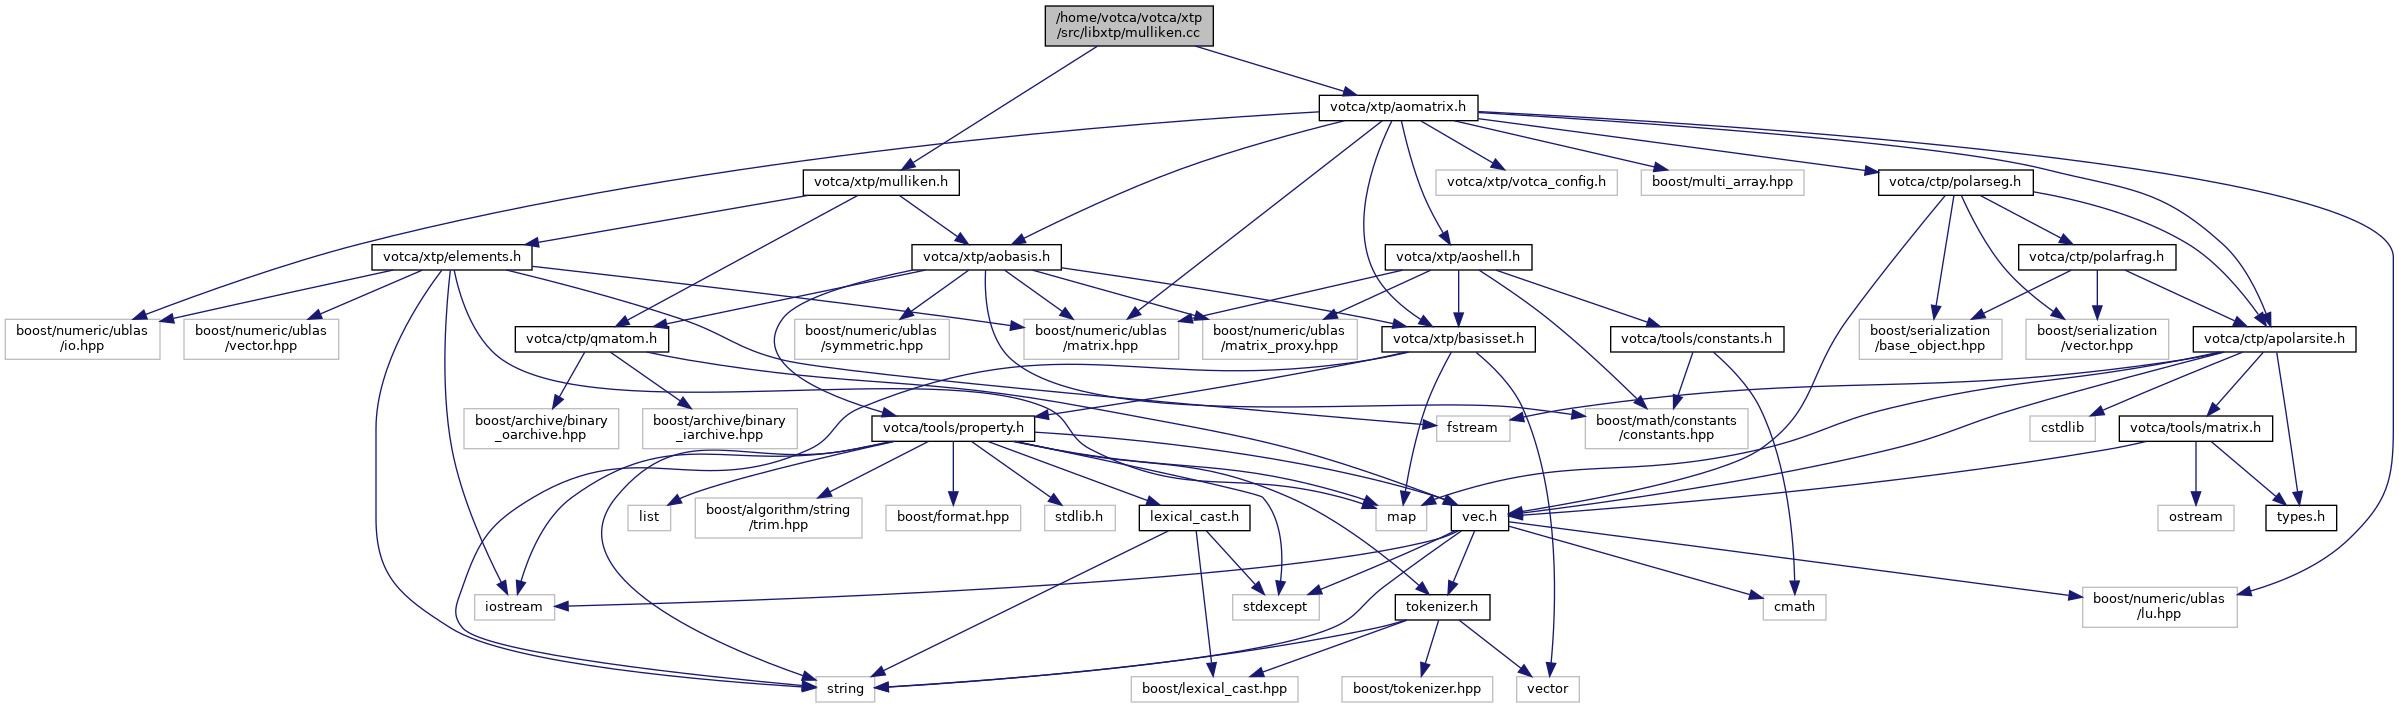 /home/votca/votca/xtp
/src/libxtp/mulliken.cc
votca/xtp/aomatrix.h
votca/xtp/mulliken.h
votca/xtp/votca_config.h
boost/multi_array.hpp
votca/ctp/polarseg.h
votca/xtp/elements.h
votca/xtp/aobasis.h
votca/xtp/aoshell.h
votca/ctp/polarfrag.h
boost/numeric/ublas
/io.hpp
boost/numeric/ublas
/vector.hpp
votca/ctp/qmatom.h
boost/numeric/ublas
/symmetric.hpp
boost/numeric/ublas
/matrix.hpp
boost/numeric/ublas
/matrix_proxy.hpp
votca/xtp/basisset.h
votca/tools/constants.h
boost/serialization
/base_object.hpp
boost/serialization
/vector.hpp
votca/ctp/apolarsite.h
boost/archive/binary
_oarchive.hpp
boost/archive/binary
_iarchive.hpp
votca/tools/property.h
fstream
boost/math/constants
/constants.hpp
cstdlib
votca/tools/matrix.h
list
boost/algorithm/string
/trim.hpp
boost/format.hpp
stdlib.h
lexical_cast.h
map
vec.h
ostream
types.h
iostream
stdexcept
tokenizer.h
cmath
boost/numeric/ublas
/lu.hpp
string
boost/lexical_cast.hpp
boost/tokenizer.hpp
vector